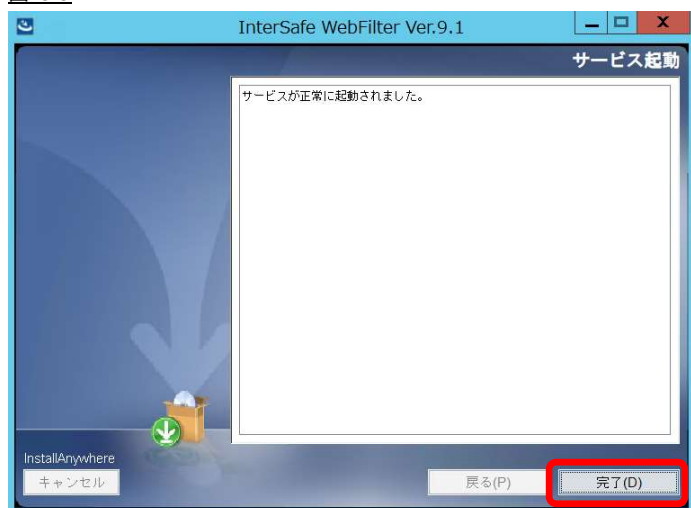 InterSafe WebFilter Ver.9.1
サービス起動
サービスが正常に起動されました。
InstallAnywhere
キャンセル
戻る(P)
完了(D)